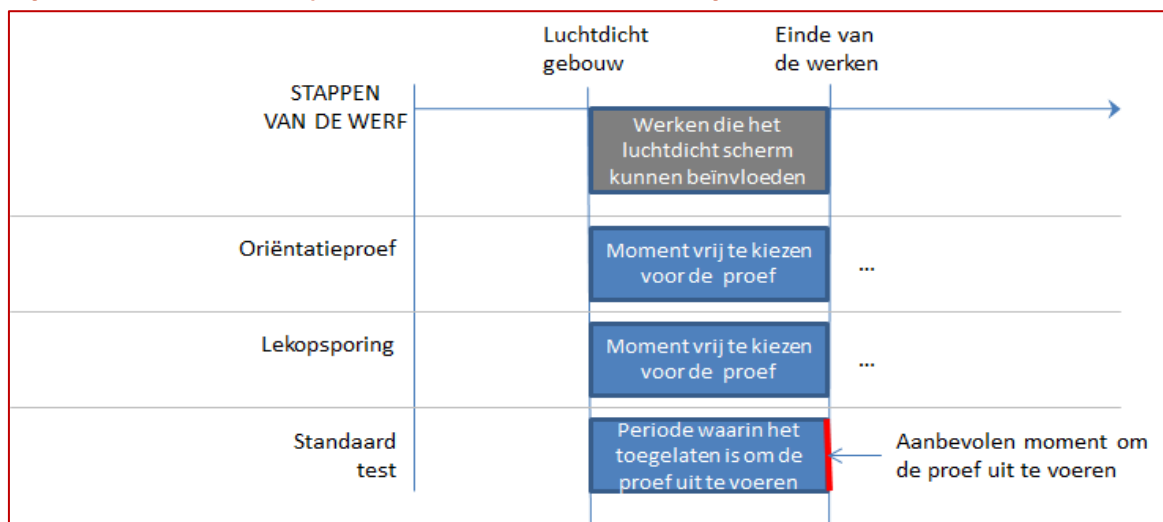 Luchtdicht
gebouw
Einde van
de werken
STAPPEN
VAN DE WERF
Werken die het
luchtdicht scherm
kunnen beïnvloeden
Oriëntatieproef
Moment vrij te kiezen
voor de proef
...
Lekopsporing
Moment vrij te kiezen
voor de proef
...
Standaard
test
Periode waarin het
toegelaten is om de
proef uit te voeren
Aanbevolen moment om
de proef uit te voeren